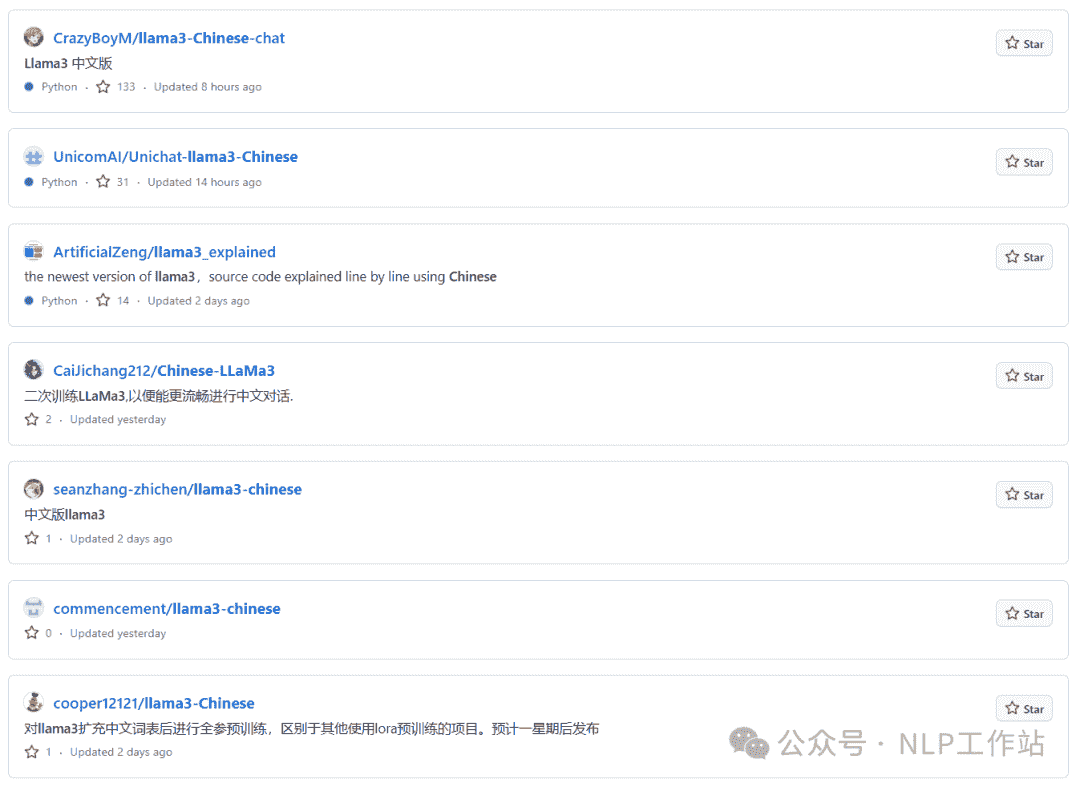 CrazyBoyM/llama3-Chinese-chat
Star
Llama3 中文版
Python · 133 · Updated 8 hours ago
UnicomAI/Unichat-llama3-Chinese
Star
Python · 31 · Updated 14 hours ago
ArtificialZeng/llama3_explained
Star
the newest version of llama3，source code explained line by line using Chinese
Python · 14 · Updated 2 days ago
CaiJichang212/Chinese-LLaMa3
Star
二次训练LLaMa3,以便能更流畅进行中文对话.
2 · Updated yesterday
seanzhang-zhichen/llama3-chinese
Star
中文版llama3
1 · Updated 2 days ago
commencement/llama3-chinese
Star
0 · Updated yesterday
cooper12121/llama3-Chinese
Star
对llama3扩充中文词表后进行全参预训练，区别于其他使用lora预训练的项目。预计一星期后发布
1 · Updated 2 days ago
公众号 · NLP工作站